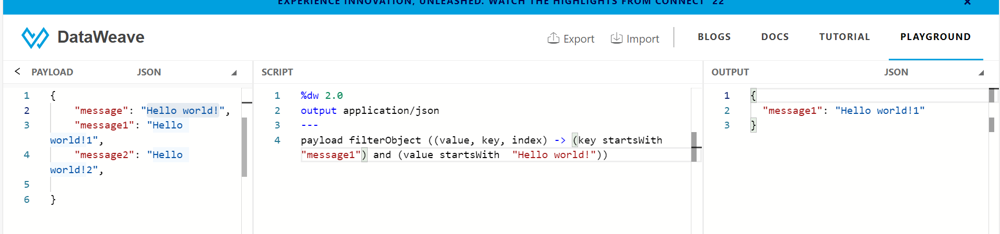 EXPERIENCE INNOVATION, UNLEASHED. WATCH THE HIGHLIGHTS FROM CONNECT '22 ×
DataWeave
Export Import BLOGS DOCS TUTORIAL PLAYGROUND
< PAYLOAD JSON
1 {
2 "message": "Hello world!",
3 "message1": "Hello
world!1",
4 "message2": "Hello
world!2",
5
6 }
SCRIPT
1 %dw 2.0
2 output application/json
3 ---
4 payload filterObject ((value, key, index) -> (key startsWith
"message1") and (value startsWith  "Hello world!"))
OUTPUT JSON
1 {
2 "message1": "Hello world!1"
3 }